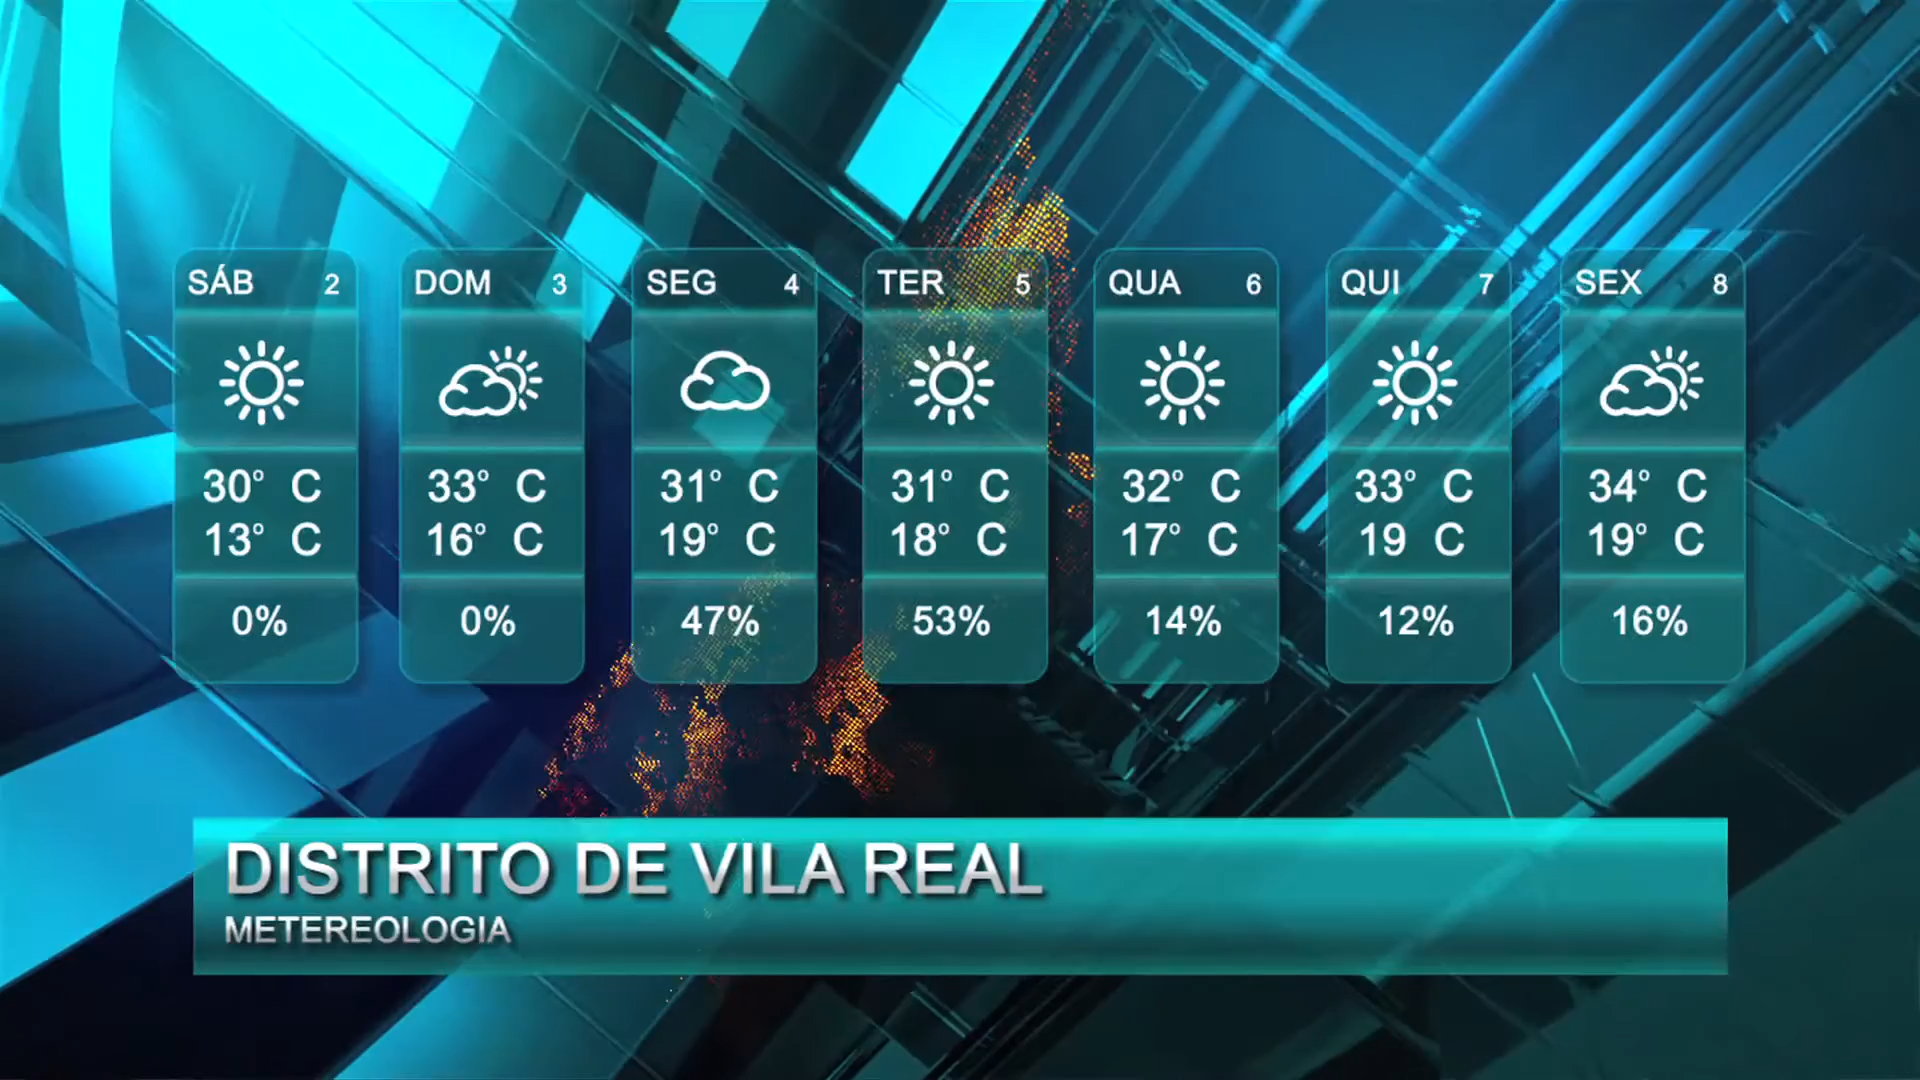 SÁB 2
30° C
13° C
0%
DOM 3
33° C
16° C
0%
SEG 4
31° C
19° C
47%
TER 5
31° C
18° C
53%
QUA 6
32° C
17° C
14%
QUI 7
33° C
19 C
12%
SEX 8
34° C
19° C
16%
DISTRITO DE VILA REAL
METEREOLOGIA